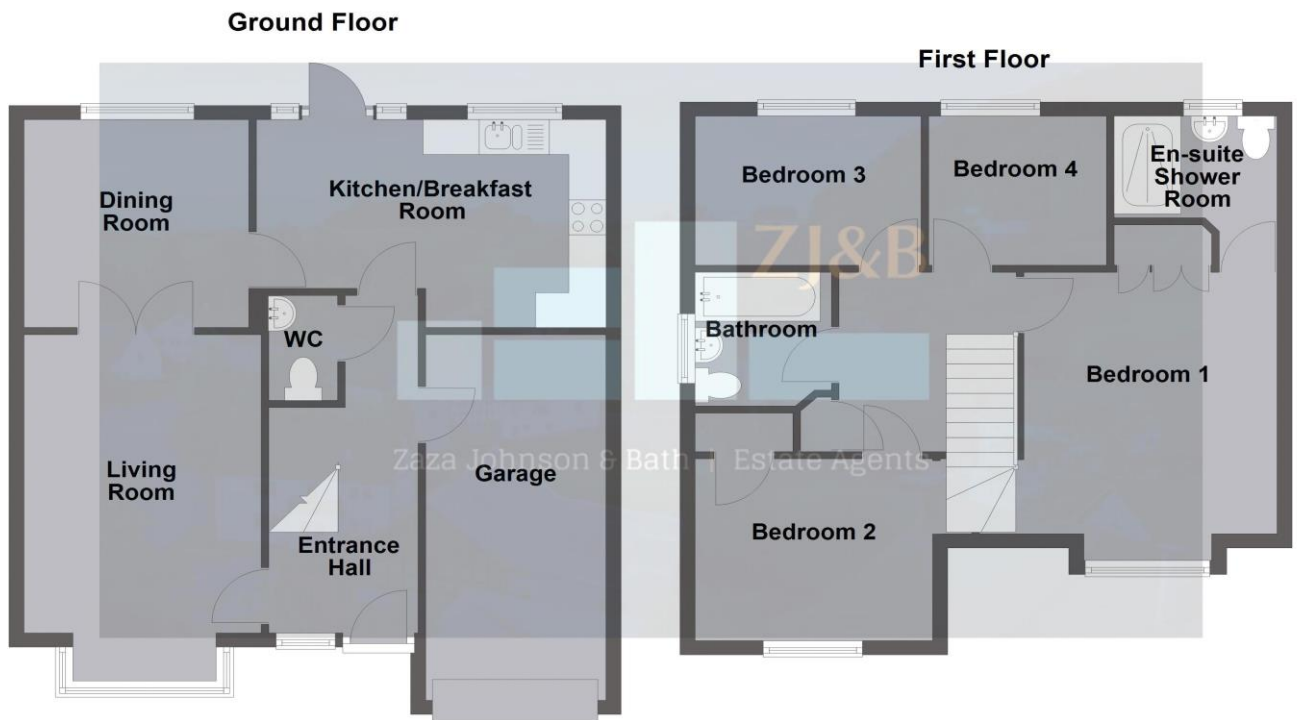 Ground Floor
First Floor
Dining
Room
Kitchen/Breakfast
Room
WC
Living
Room
Garage
Entrance
Hall
Bedroom 3
Bedroom 4
En-suite
Shower
Room
ZJ&B
Bathroom
Bedroom 1
Zaza Johnson & Bath | Estate Agents
Bedroom 2